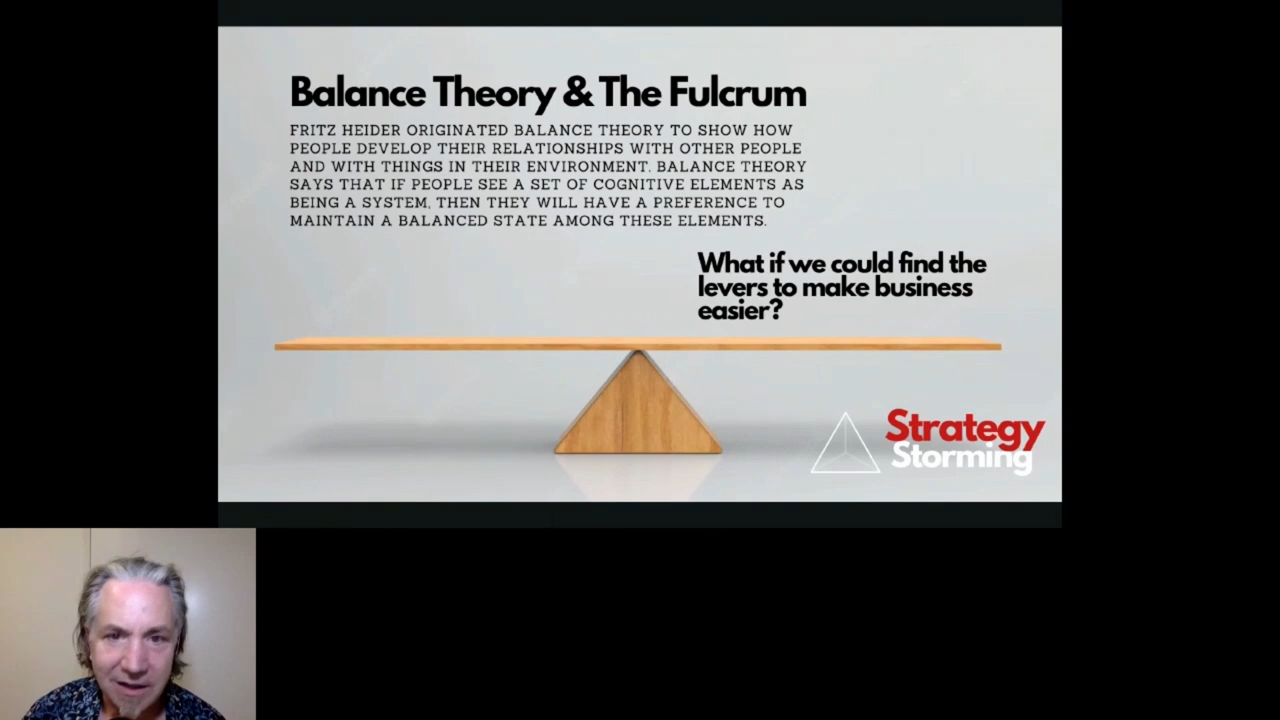 Balance Theory & The Fulcrum
FRITZ HEIDER ORIGINATED BALANCE THEORY TO SHOW HOW
PEOPLE DEVELOP THEIR RELATIONSHIPS WITH OTHER PEOPLE
AND WITH THINGS IN THEIR ENVIRONMENT. BALANCE THEORY
SAYS THAT IF PEOPLE SEE A SET OF COGNITIVE ELEMENTS AS
BEING A SYSTEM, THEN THEY WILL HAVE A PREFERENCE TO
MAINTAIN A BALANCED STATE AMONG THESE ELEMENTS.
What if we could find the
levers to make business
easier?
Strategy
Storming